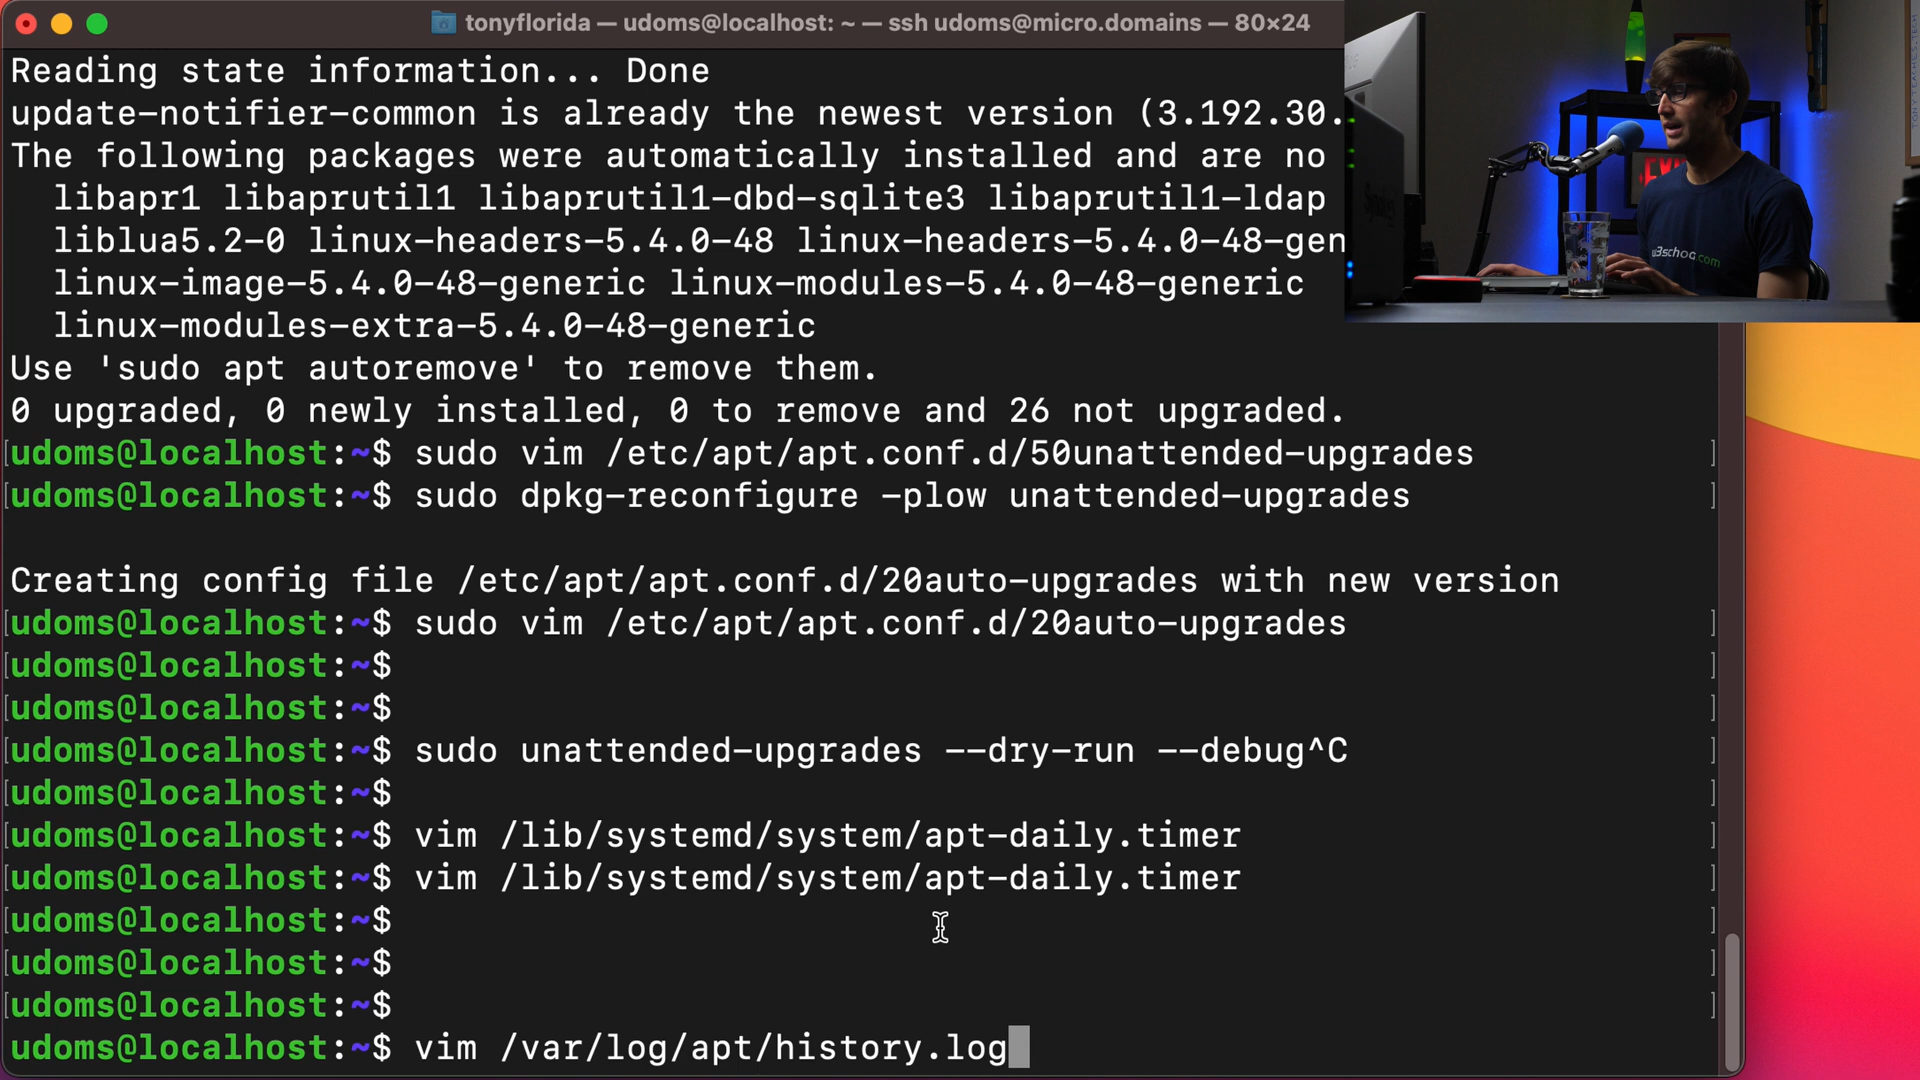 tonyflorida — udoms@localhost: ~ — ssh udoms@micro.domains — 80×24
Reading state information... Done
update-notifier-common is already the newest version (3.192.30.
The following packages were automatically installed and are no
libapr1 libaprutil1 libaprutil1-dbd-sqlite3 libaprutil1-ldap
liblua5.2-0 linux-headers-5.4.0-48 linux-headers-5.4.0-48-gen
linux-image-5.4.0-48-generic linux-modules-5.4.0-48-generic
linux-modules-extra-5.4.0-48-generic
Use 'sudo apt autoremove' to remove them.
0 upgraded, 0 newly installed, 0 to remove and 26 not upgraded.
[udoms@localhost:~$ sudo vim /etc/apt/apt.conf.d/50unattended-upgrades ]
[udoms@localhost:~$ sudo dpkg-reconfigure -plow unattended-upgrades ]
Creating config file /etc/apt/apt.conf.d/20auto-upgrades with new version
[udoms@localhost:~$ sudo vim /etc/apt/apt.conf.d/20auto-upgrades ]
[udoms@localhost:~$ ]
[udoms@localhost:~$ ]
[udoms@localhost:~$ sudo unattended-upgrades --dry-run --debug^C ]
[udoms@localhost:~$ ]
[udoms@localhost:~$ vim /lib/systemd/system/apt-daily.timer ]
[udoms@localhost:~$ vim /lib/systemd/system/apt-daily.timer ]
[udoms@localhost:~$ ]
[udoms@localhost:~$ ]
[udoms@localhost:~$ ]
udoms@localhost:~$ vim /var/log/apt/history.log